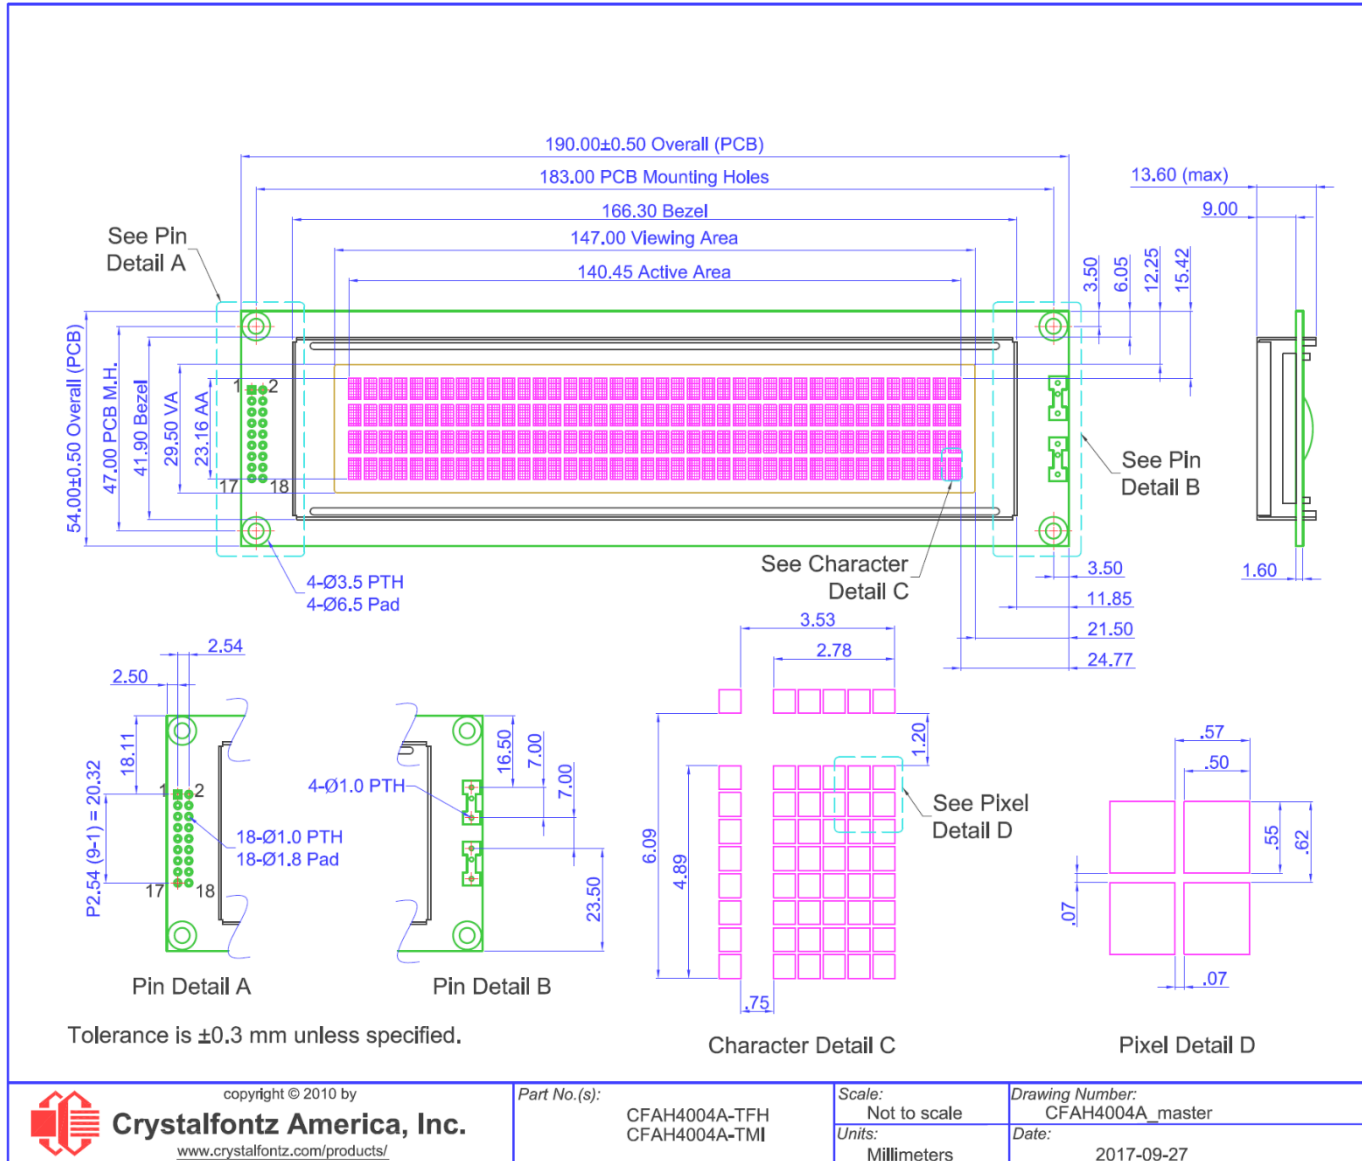 190.00±0.50 Overall (PCB)
183.00 PCB Mounting Holes
166.30 Bezel
147.00 Viewing Area
140.45 Active Area
13.60 (max)
9.00
3.50
6.05
12.25
15.42
See Pin
Detail A
54.00±0.50 Overall (PCB)
47.00 PCB M.H.
41.90 Bezel
29.50 VA
23.16 AA
1
2
17
18
See Pin
Detail B
See Character
Detail C
4-Ø3.5 PTH
4-Ø6.5 Pad
3.50
11.85
21.50
24.77
1.60
2.54
2.50
18.11
P2.54 (9-1) = 20.32
1
2
17
18
18-Ø1.0 PTH
18-Ø1.8 Pad
Pin Detail A
4-Ø1.0 PTH
16.50
7.00
7.00
23.50
Pin Detail B
3.53
2.78
1.20
6.09
4.89
.75
See Pixel
Detail D
Character Detail C
.57
.50
.55
.62
.07
.07
Pixel Detail D
Tolerance is ±0.3 mm unless specified.
copyright © 2010 by
Crystalfontz America, Inc.
www.crystalfontz.com/products/
Part No.(s):
CFAH4004A-TFH
CFAH4004A-TMI
Scale:
Not to scale
Units:
Millimeters
Drawing Number:
CFAH4004A_master
Date:
2017-09-27